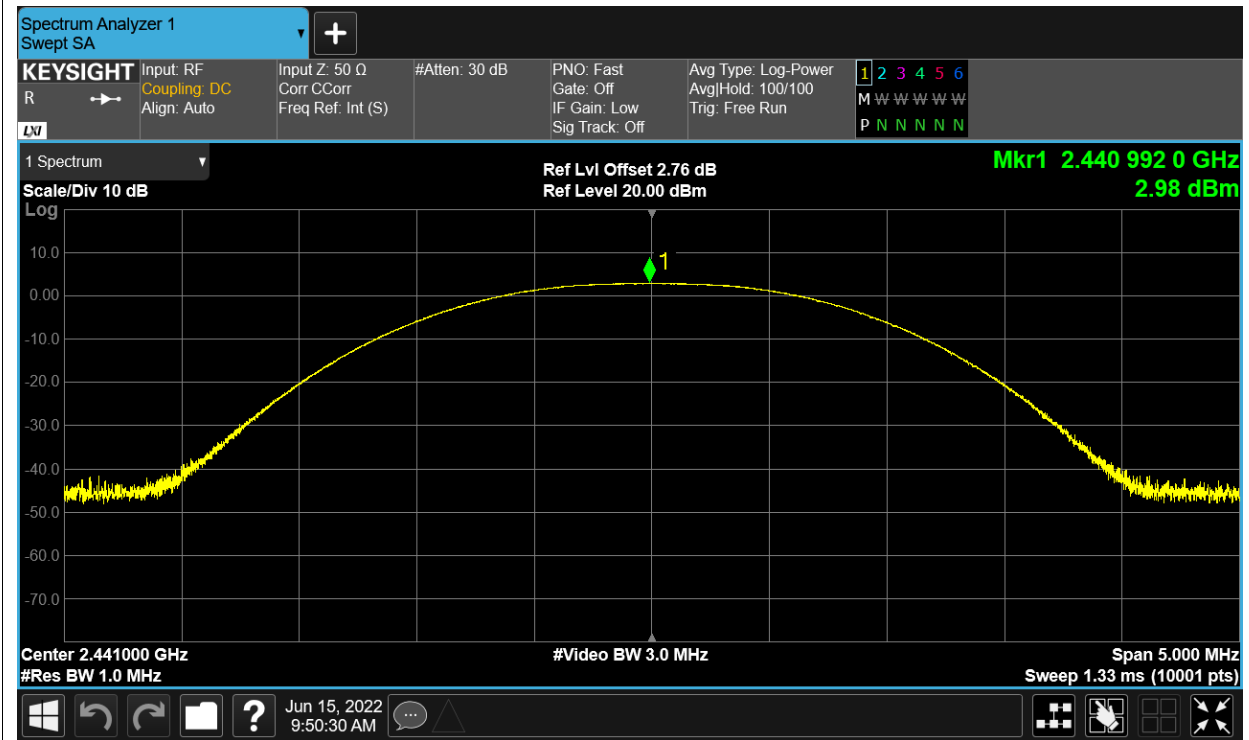 Spectrum Analyzer 1
Swept SA
KEYSIGHT
R
LXI
Input: RF
Coupling: DC
Align: Auto
Input Z: 50 Ω
Corr CCorr
Freq Ref: Int (S)
#Atten: 30 dB
PNO: Fast
Gate: Off
IF Gain: Low
Sig Track: Off
Avg Type: Log-Power
Avg|Hold: 100/100
Trig: Free Run
1 2 3 4 5 6
M W W W W W
P N N N N N
1 Spectrum
Scale/Div 10 dB
Ref Lvl Offset 2.76 dB
Ref Level 20.00 dBm
Mkr1 2.440 992 0 GHz
2.98 dBm
Log
10.0
0.00
-10.0
-20.0
-30.0
-40.0
-50.0
-60.0
-70.0
1
Center 2.441000 GHz
#Video BW 3.0 MHz
Span 5.000 MHz
#Res BW 1.0 MHz
Sweep 1.33 ms (10001 pts)
?
Jun 15, 2022
9:50:30 AM